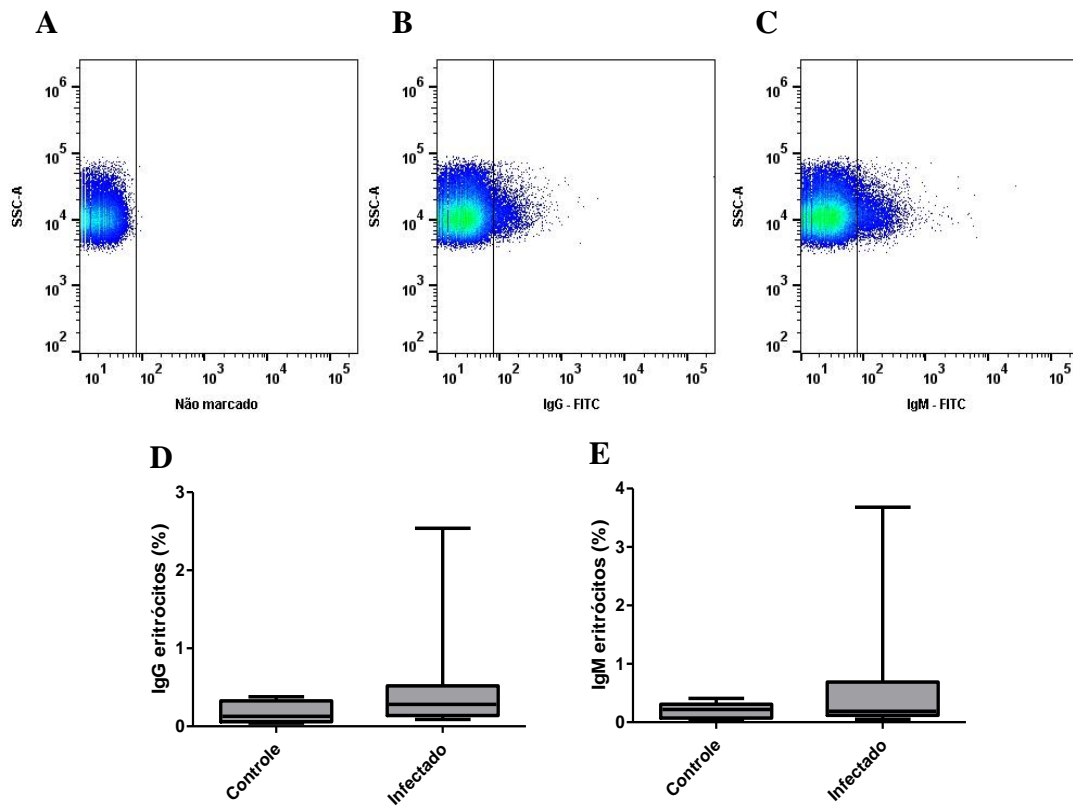 A
B
C
10^6
10^5
10^4
10^3
10^2
SSC-A
10^1 10^2 10^3 10^4 10^5
Não marcado
10^6
10^5
10^4
10^3
10^2
SSC-A
10^1 10^2 10^3 10^4 10^5
IgG - FITC
10^6
10^5
10^4
10^3
10^2
SSC-A
10^1 10^2 10^3 10^4 10^5
IgM - FITC
D
3
2
1
0
IgG eritrócitos (%)
Controle
Infectado
E
4
3
2
1
0
IgM eritrócitos (%)
Controle
Infectado